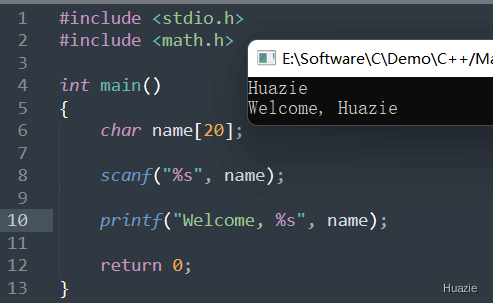 1 #include <stdio.h>
2 #include <math.h>
3
4 int main()
5 {
6 char name[20];
7
8 scanf("%s", name);
9
10 printf("Welcome, %s", name);
11
12 return 0;
13 }
E:\Software\C\Demo\C++/Ma
Huazie
Welcome, Huazie
Huazie